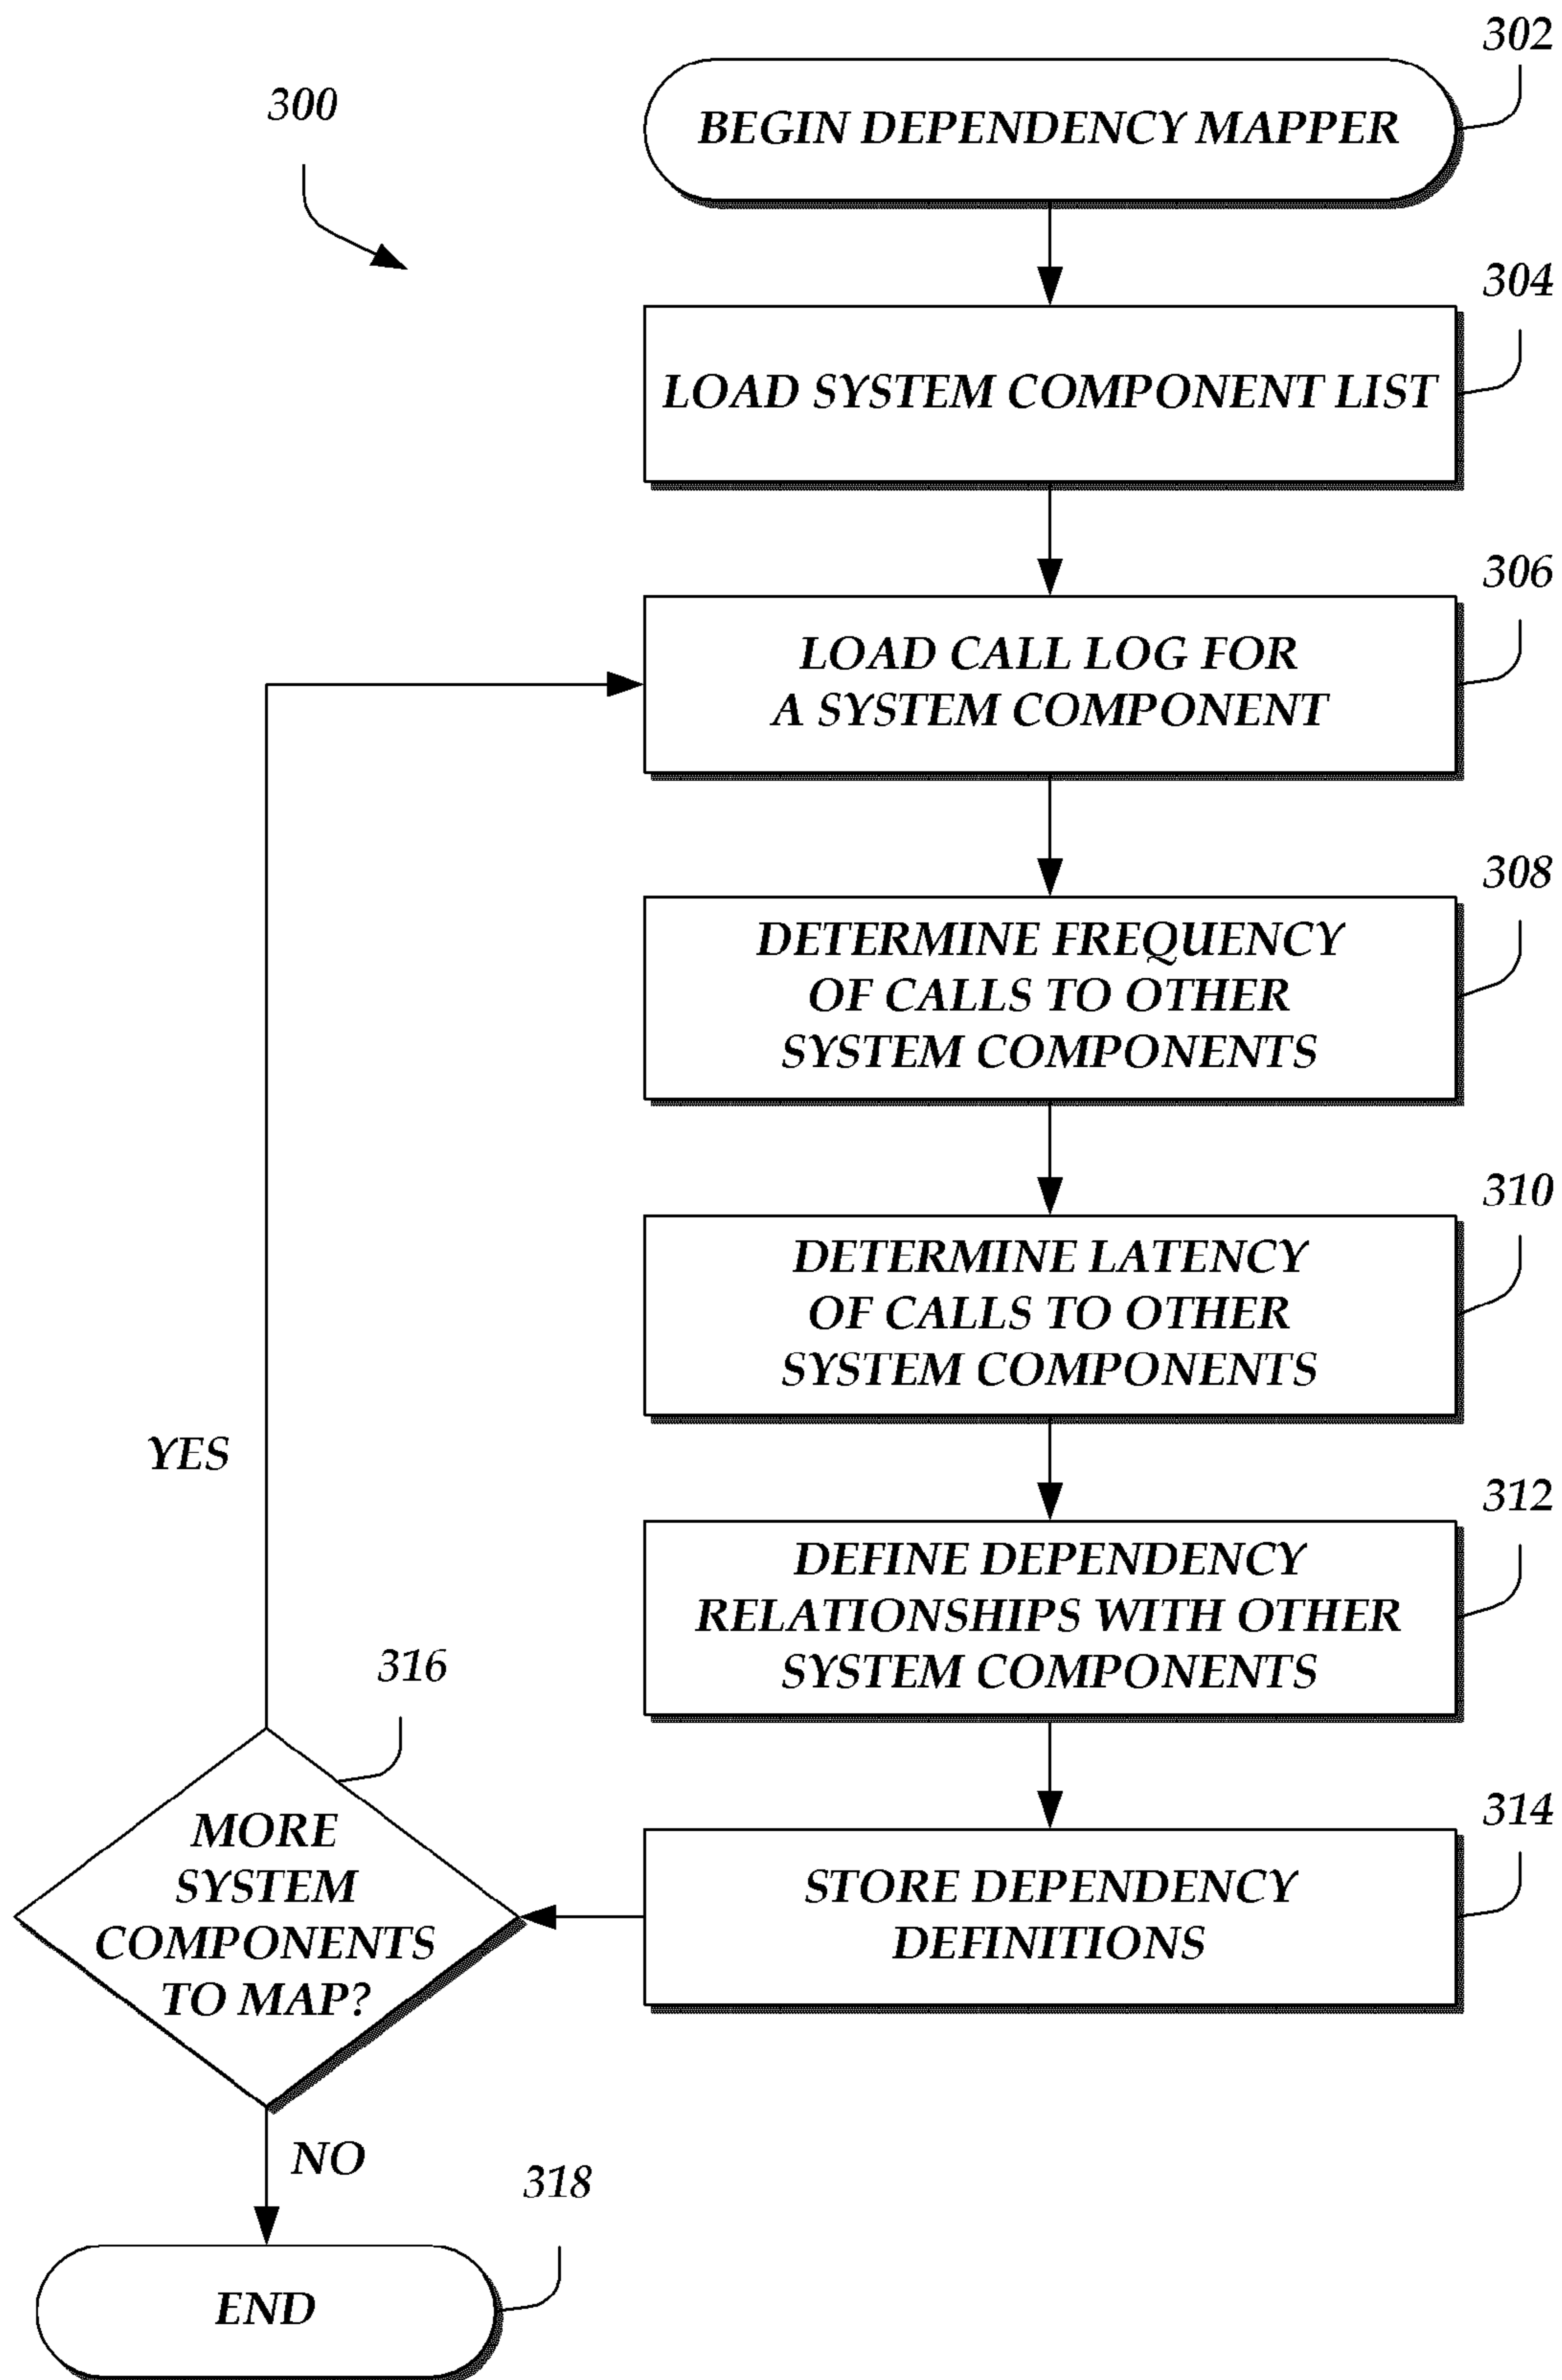 302
300
BEGIN DEPENDENCY MAPPER
304
LOAD SYSTEM COMPONENT LIST
306
LOAD CALL LOG FOR
A SYSTEM COMPONENT
308
DETERMINE FREQUENCY
OF CALLS TO OTHER
SYSTEM COMPONENTS
310
DETERMINE LATENCY
OF CALLS TO OTHER
SYSTEM COMPONENTS
YES
312
DEFINE DEPENDENCY
RELATIONSHIPS WITH OTHER
SYSTEM COMPONENTS
314
STORE DEPENDENCY
DEFINITIONS
316
MORE
SYSTEM
COMPONENTS
TO MAP?
NO
318
END